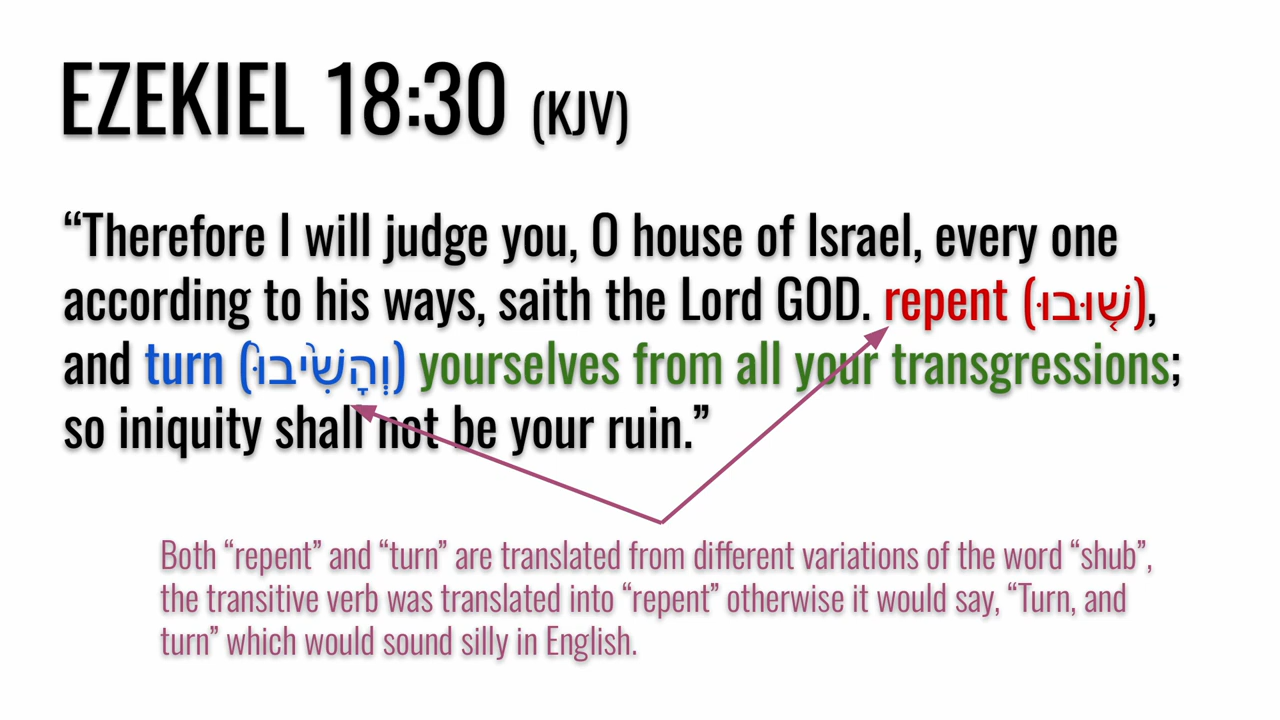 EZEKIEL 18:30 (KJV)
“Therefore I will judge you, O house of Israel, every one
according to his ways, saith the Lord GOD. repent (שׁ֤וּבוּ),
and turn (וְהָשִׁ֙יבוּ֙) yourselves from all your transgressions;
so iniquity shall not be your ruin.”
Both “repent” and “turn” are translated from different variations of the word “shub”,
the transitive verb was translated into “repent” otherwise it would say, “Turn, and
turn” which would sound silly in English.